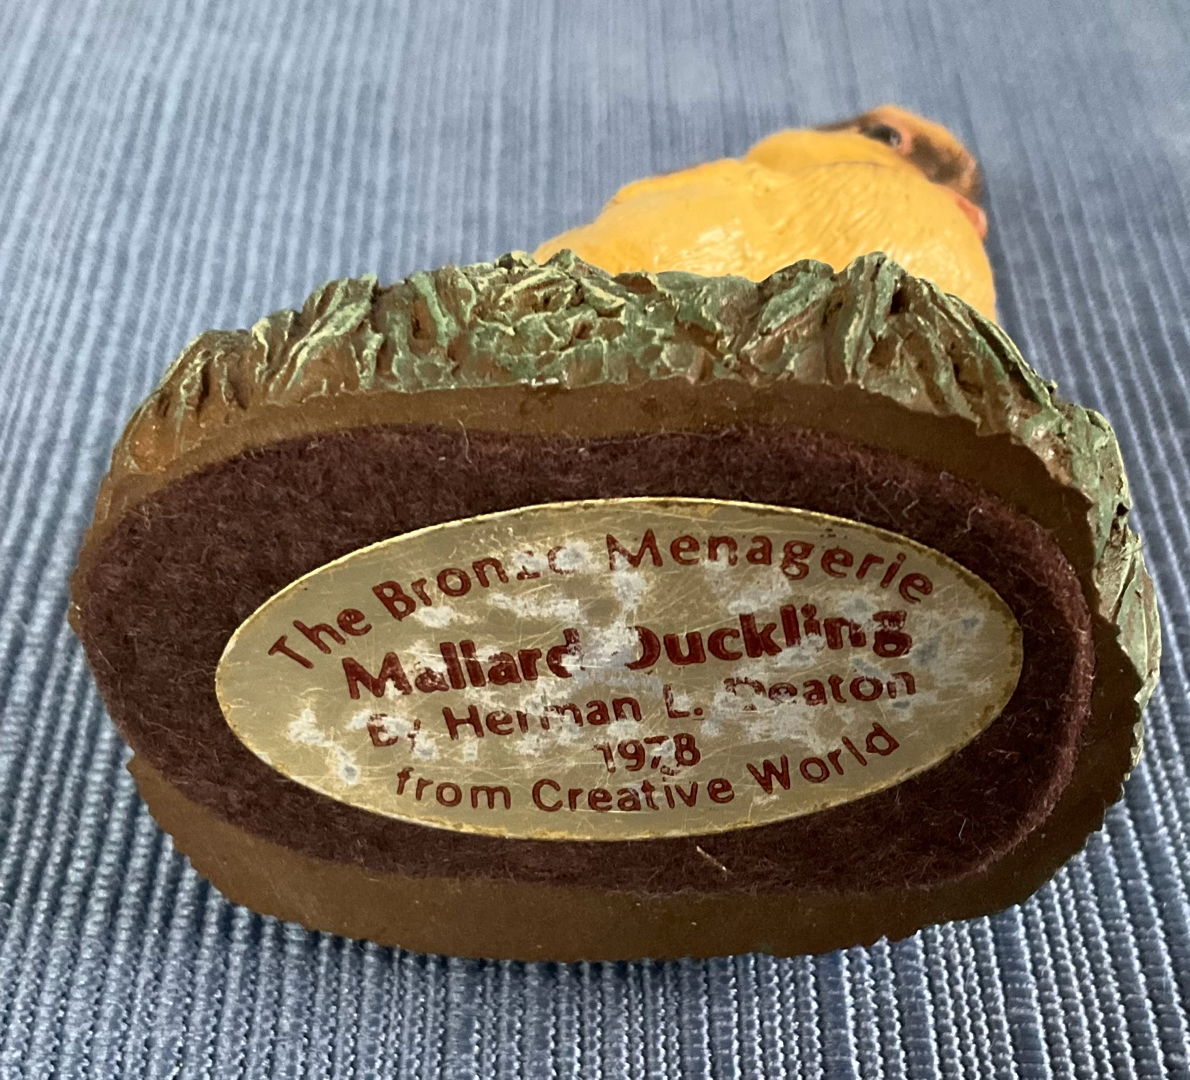 The Bronze Menagerie
Mallard Duckling
By Herman L. Deaton
1978
from Creative World